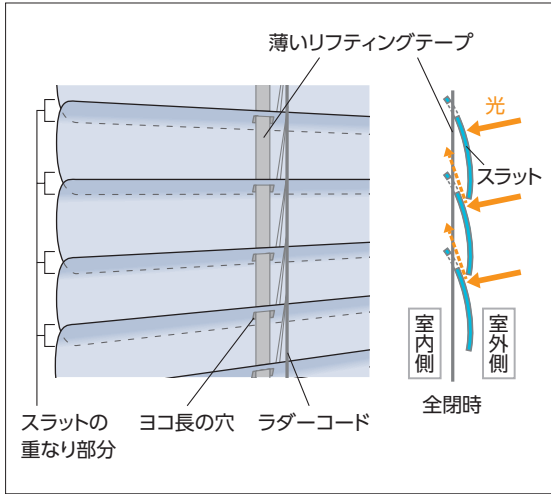 薄いリフティングテープ
光
スラット
室内側
室外側
全閉時
スラットの
重なり部分
ヨコ長の穴
ラダーコード